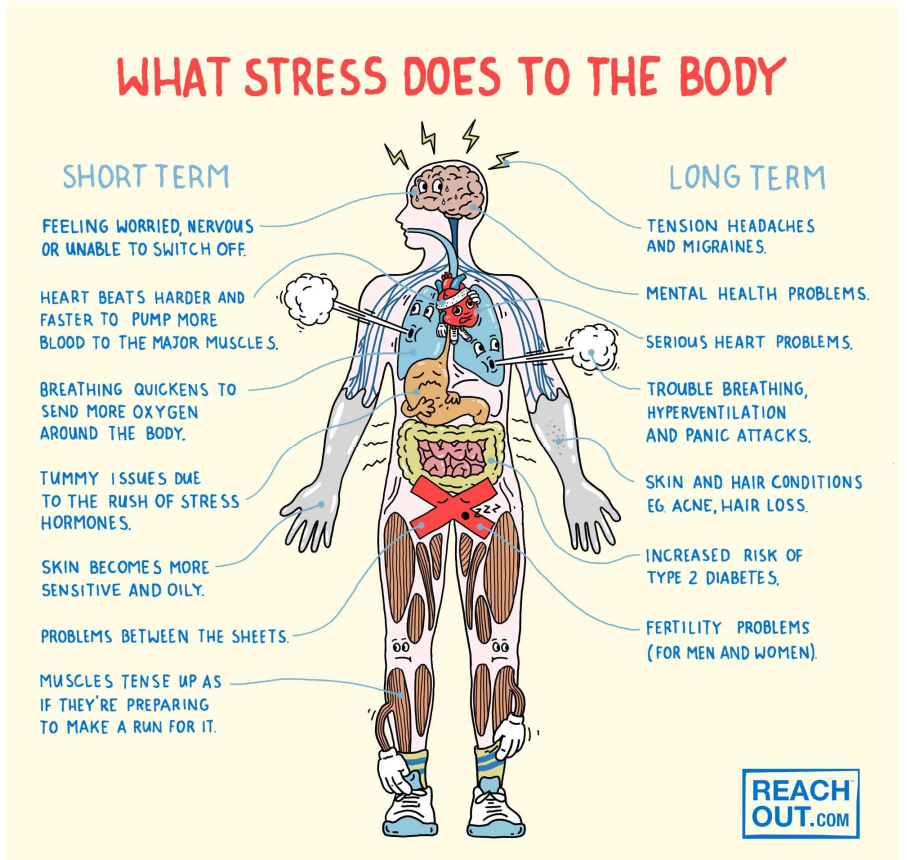 WHAT STRESS DOES TO THE BODY
SHORT TERM
FEELING WORRIED, NERVOUS
OR UNABLE TO SWITCH OFF.
HEART BEATS HARDER AND
FASTER TO PUMP MORE
BLOOD TO THE MAJOR MUSCLES.
BREATHING QUICKENS TO
SEND MORE OXYGEN
AROUND THE BODY.
TUMMY ISSUES DUE
TO THE RUSH OF STRESS
HORMONES.
SKIN BECOMES MORE
SENSITIVE AND OILY.
PROBLEMS BETWEEN THE SHEETS.
MUSCLES TENSE UP AS
IF THEY'RE PREPARING
TO MAKE A RUN FOR IT.
LONG TERM
TENSION HEADACHES
AND MIGRAINES.
MENTAL HEALTH PROBLEMS.
SERIOUS HEART PROBLEMS.
TROUBLE BREATHING,
HYPERVENTILATION
AND PANIC ATTACKS.
SKIN AND HAIR CONDITIONS
EG. ACNE, HAIR LOSS.
INCREASED RISK OF
TYPE 2 DIABETES.
FERTILITY PROBLEMS
(FOR MEN AND WOMEN).
ZZZ
REACH
OUT.COM